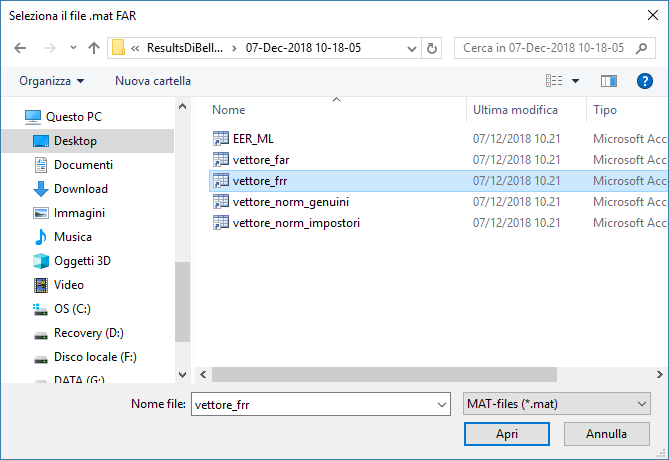 Seleziona il file .mat FAR
ResultsDiBell... 07-Dec-2018 10-18-05 Cerca in 07-Dec-2018 10-18-05
Organizza Nuova cartella
Questo PC
Desktop
Documenti
Download
Immagini
Musica
Oggetti 3D
Video
OS (C:)
Recovery (D:)
Disco locale (F:)
DATA (G:)
Nome Ultima modifica Tipo
EER_ML 07/12/2018 10.21 Microsoft Acc
vettore_far 07/12/2018 10.21 Microsoft Acc
vettore_frr 07/12/2018 10.21 Microsoft Acc
vettore_norm_genuini 07/12/2018 10.21 Microsoft Acc
vettore_norm_impostori 07/12/2018 10.21 Microsoft Acc
Nome file: vettore_frr MAT-files (*.mat)
Apri Annulla